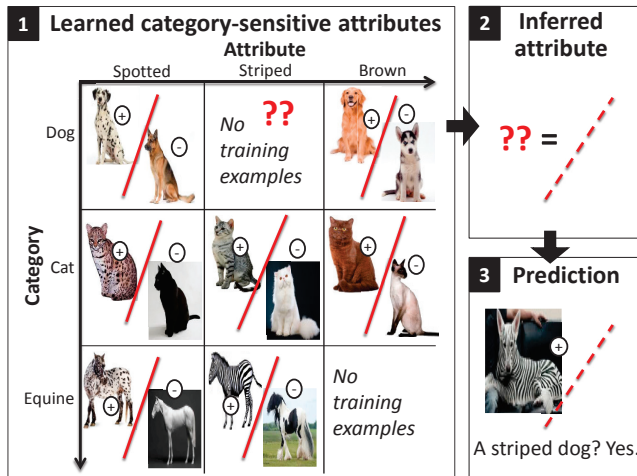 1 Learned category-sensitive attributes
Attribute
Spotted Striped Brown
Category
Dog
+
-
??
No
training
examples
+
-
Cat
+
-
+
-
+
-
Equine
+
-
+
-
No
training
examples
2 Inferred
attribute
?? =
3 Prediction
+
A striped dog? Yes.